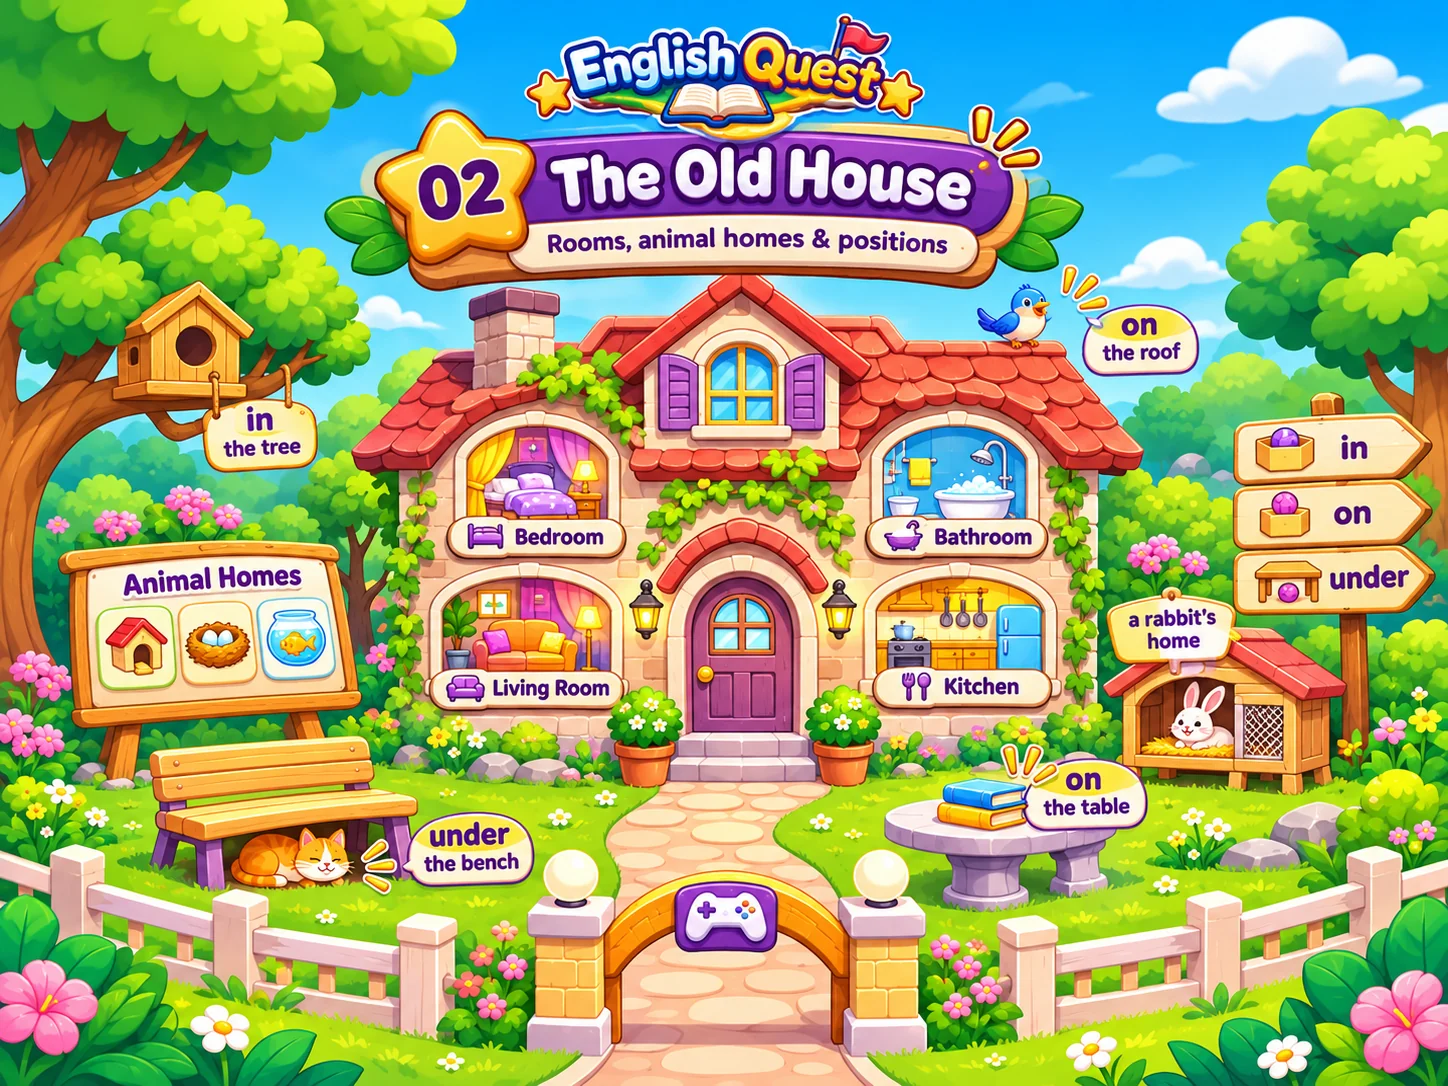 English Quest
02
The Old House
Rooms, animal homes & positions
on
the roof
in
the tree
in
on
under
Bedroom
Bathroom
Animal Homes
a rabbit's
home
Living Room
Kitchen
on
the table
under
the bench